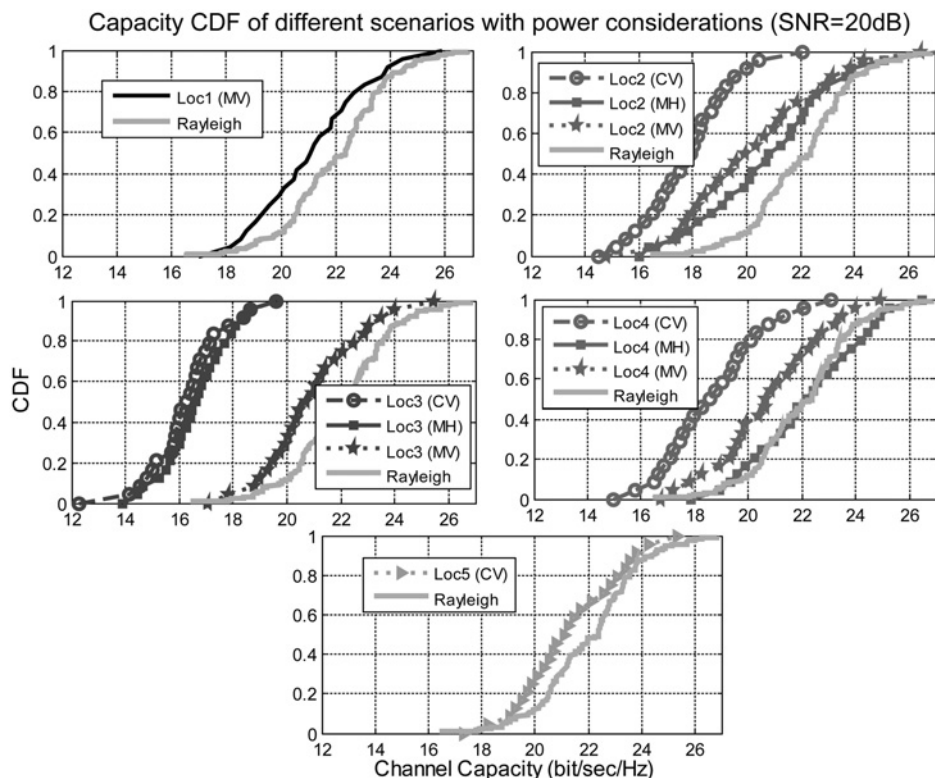 Capacity CDF of different scenarios with power considerations (SNR=20dB)
1
0.8
0.6
0.4
0.2
0
12 14 16 18 20 22 24 26
Loc1 (MV)
Rayleigh
1
0.8
0.6
0.4
0.2
0
12 14 16 18 20 22 24 26
Loc2 (CV)
Loc2 (MH)
Loc2 (MV)
Rayleigh
CDF
1
0.8
0.6
0.4
0.2
0
12 14 16 18 20 22 24 26
Loc3 (CV)
Loc3 (MH)
Loc3 (MV)
Rayleigh
1
0.8
0.6
0.4
0.2
0
12 14 16 18 20 22 24 26
Loc4 (CV)
Loc4 (MH)
Loc4 (MV)
Rayleigh
1
0.8
0.6
0.4
0.2
0
12 14 16 18 20 22 24 26
Loc5 (CV)
Rayleigh
Channel Capacity (bit/sec/Hz)